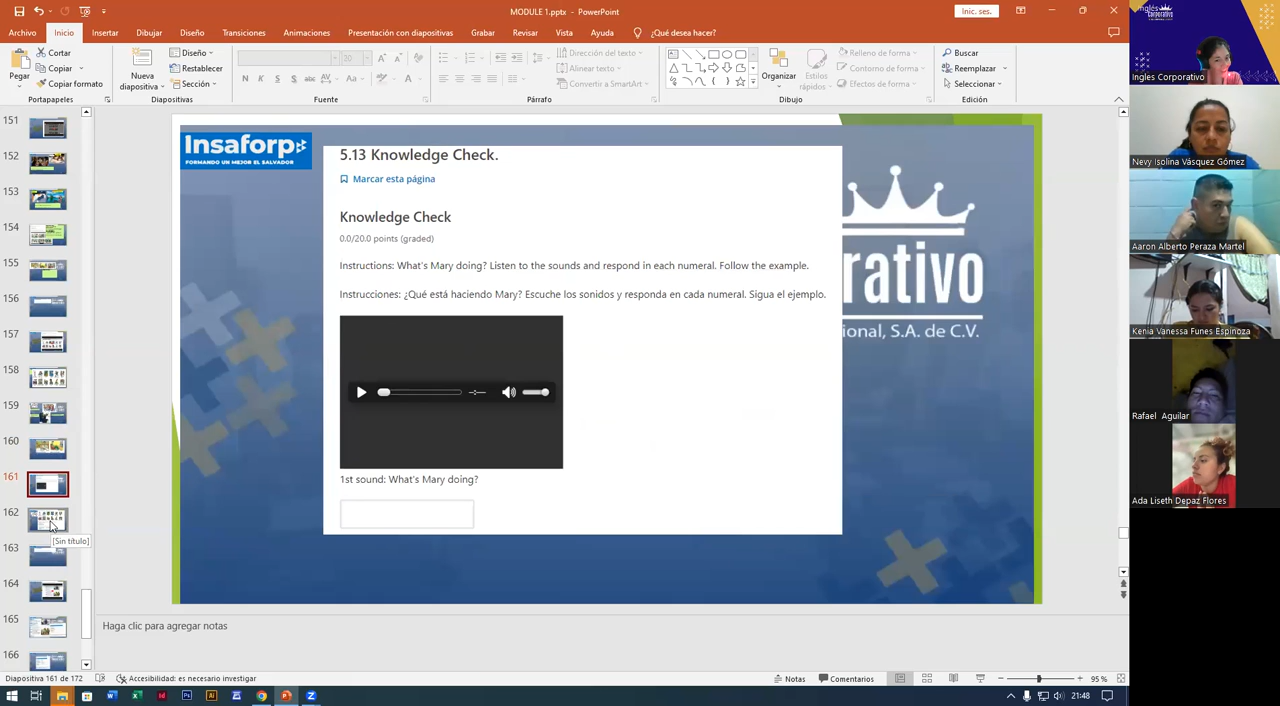 MODULE 1.pptx - PowerPoint
Inic. ses.
Archivo Inicio Insertar Dibujar Diseño Transiciones Animaciones Presentación con diapositivas Grabar Revisar Vista Ayuda ¿Qué desea hacer?
Pegar
Cortar
Copiar
Copiar formato
Portapapeles
Nueva
diapositiva
Diseño
Restablecer
Sección
Diapositivas
30
N K S S abc AV Aa A
Fuente
Párrafo
Dirección del texto
Alinear texto
Convertir a SmartArt
Organizar
Estilos
rápidos
Relleno de forma
Contorno de forma
Efectos de forma
Dibujo
Buscar
Reemplazar
Seleccionar
Edición
151
152
153
154
155
156
157
158
159
160
161
162
[Sin título]
163
164
165
166
Insaforp
FORMANDO UN MEJOR EL SALVADOR
5.13 Knowledge Check.
Marcar esta página
Knowledge Check
0.0/20.0 points (graded)
Instructions: What's Mary doing? Listen to the sounds and respond in each numeral. Follow the example.
Instrucciones: ¿Qué está haciendo Mary? Escuche los sonidos y responda en cada numeral. Siga el ejemplo.
1st sound: What's Mary doing?
orativo
ional, S.A. de C.V.
Haga clic para agregar notas
Diapositiva 161 de 172
Accesibilidad: es necesario investigar
Notas
Comentarios
95 %
21:48
Inglés
Corporativo
Ingles Corporativo
Nevy Isolina Vásquez Gómez
Aaron Alberto Peraza Martel
Kenia Vanessa Funes Espinoza
Rafael Aguilar
Ada Liseth Depaz Flores